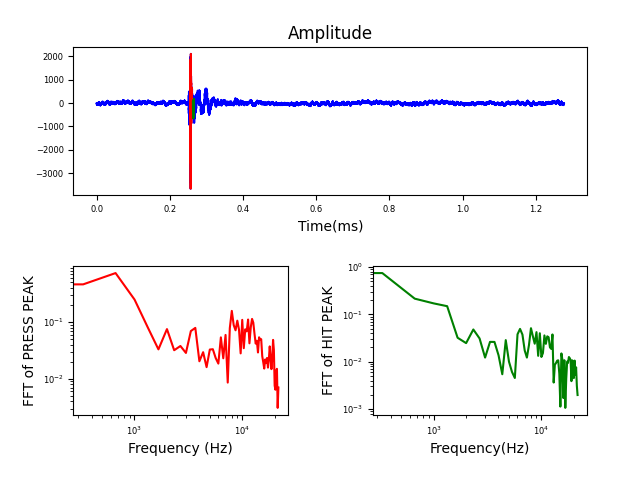 Amplitude
2000
1000
0
−1000
−2000
−3000
0.0 0.2 0.4 0.6 0.8 1.0 1.2
Time(ms)
FFT of PRESS PEAK
10⁻¹
10⁻²
10³ 10⁴
Frequency (Hz)
FFT of HIT PEAK
10⁰
10⁻¹
10⁻²
10⁻³
10³ 10⁴
Frequency(Hz)